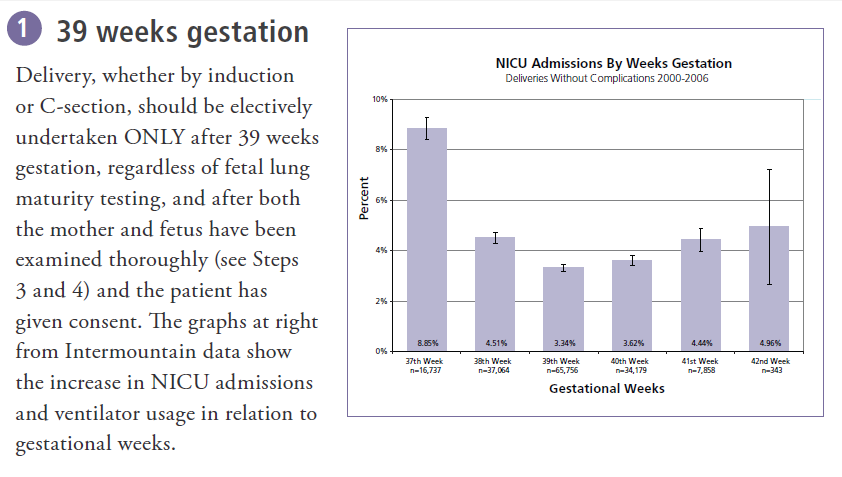 1 39 weeks gestation
Delivery, whether by induction
or C-section, should be electively
undertaken ONLY after 39 weeks
gestation, regardless of fetal lung
maturity testing, and after both
the mother and fetus have been
examined thoroughly (see Steps
3 and 4) and the patient has
given consent. The graphs at right
from Intermountain data show
the increase in NICU admissions
and ventilator usage in relation to
gestational weeks.
NICU Admissions By Weeks Gestation
Deliveries Without Complications 2000-2006
Percent
10%
8%
6%
4%
2%
0%
8.85% 4.51% 3.34% 3.62% 4.44% 4.96%
37th Week 38th Week 39th Week 40th Week 41st Week 42nd Week
n=16,737 n=37,064 n=65,756 n=34,179 n=7,858 n=343
Gestational Weeks